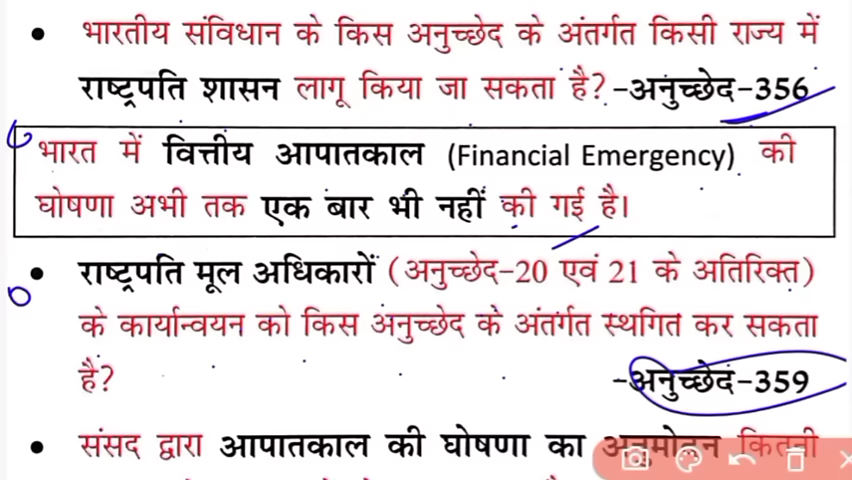 • भारतीय संविधान के किस अनुच्छेद के अंतर्गत किसी राज्य में
राष्ट्रपति शासन लागू किया जा सकता है? -अनुच्छेद-356
भारत में वित्तीय आपातकाल (Financial Emergency) की
घोषणा अभी तक एक बार भी नहीं की गई है।
• राष्ट्रपति मूल अधिकारों (अनुच्छेद-20 एवं 21 के अतिरिक्त)
के कार्यान्वयन को किस अनुच्छेद के अंतर्गत स्थगित कर सकता
है? -अनुच्छेद-359
• संसद द्वारा आपातकाल की घोषणा का अनुमोदन कितनी